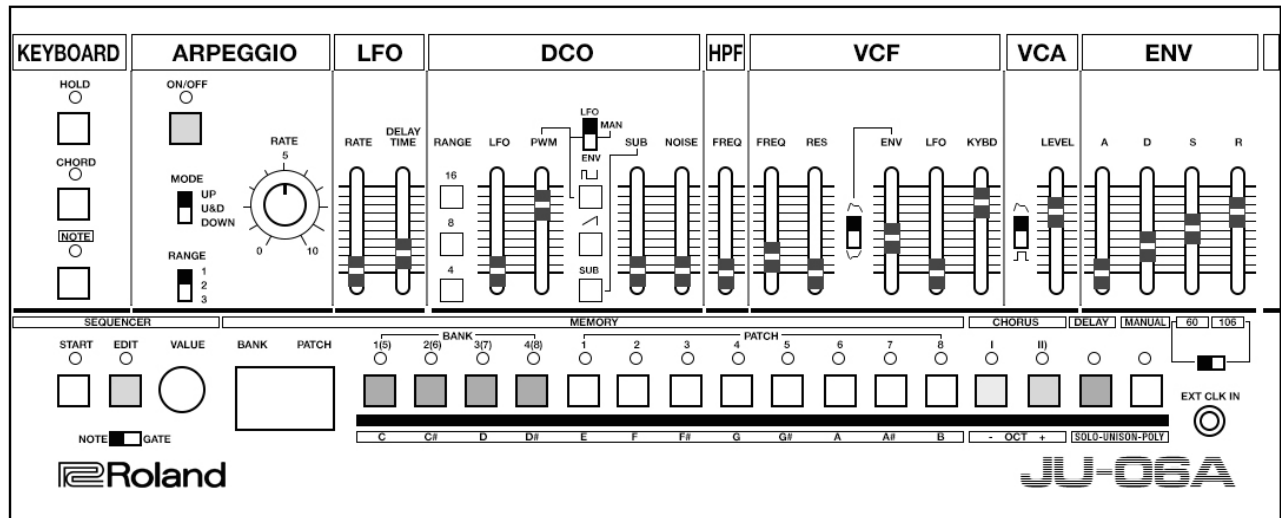 KEYBOARD ARPEGGIO LFO DCO HPF VCF VCA ENV
HOLD ON/OFF
LFO
MAN
RATE RATE DELAY TIME RANGE LFO PWM SUB NOISE FREQ FREQ RES ENV LFO KYBD LEVEL A D S R
5
ENV
CHORD
16
MODE
UP
U&D
DOWN
8
NOTE
0 10
RANGE
1
2
3
4 SUB
SEQUENCER MEMORY CHORUS DELAY MANUAL 60 106
BANK PATCH
START EDIT VALUE BANK PATCH 1(5) 2(6) 3(7) 4(8) 1 2 3 4 5 6 7 8 I II)
EXT CLK IN
NOTE GATE C C# D D# E F F# G G# A A# B - OCT + SOLO-UNISON-POLY
Roland JU-06A